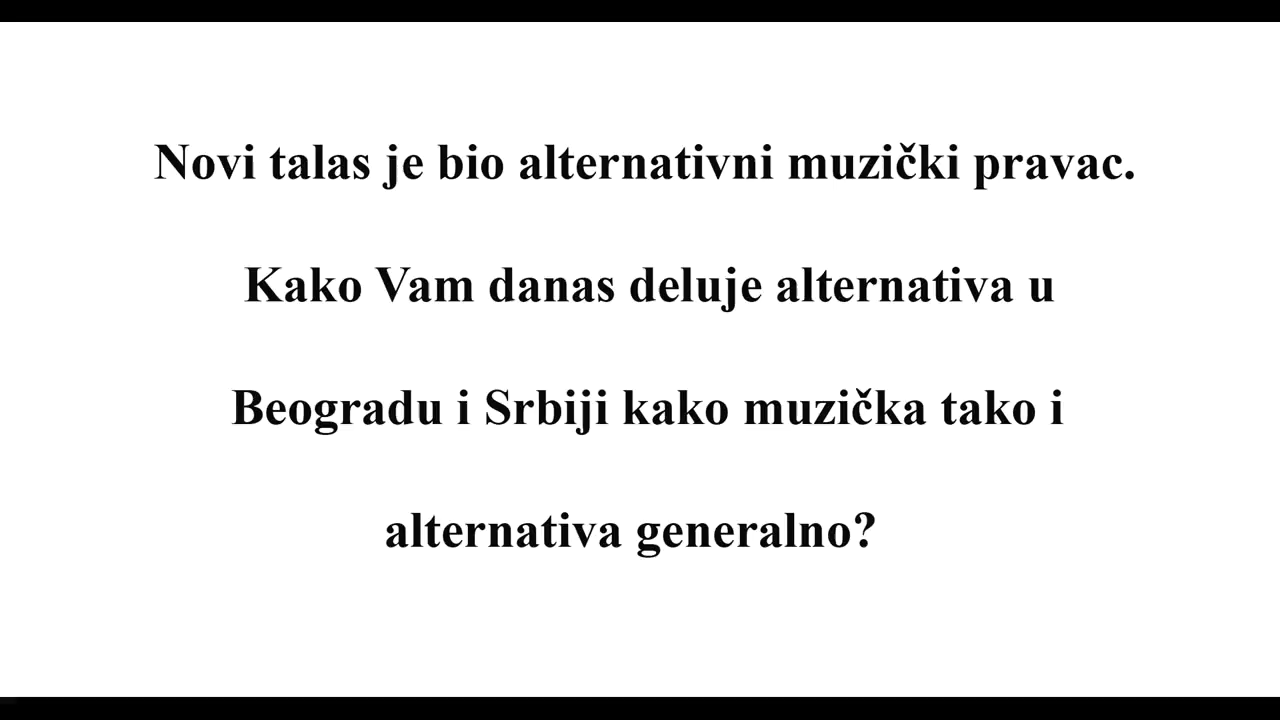 Novi talas je bio alternativni muzički pravac.
Kako Vam danas deluje alternativa u
Beogradu i Srbiji kako muzička tako i
alternativa generalno?